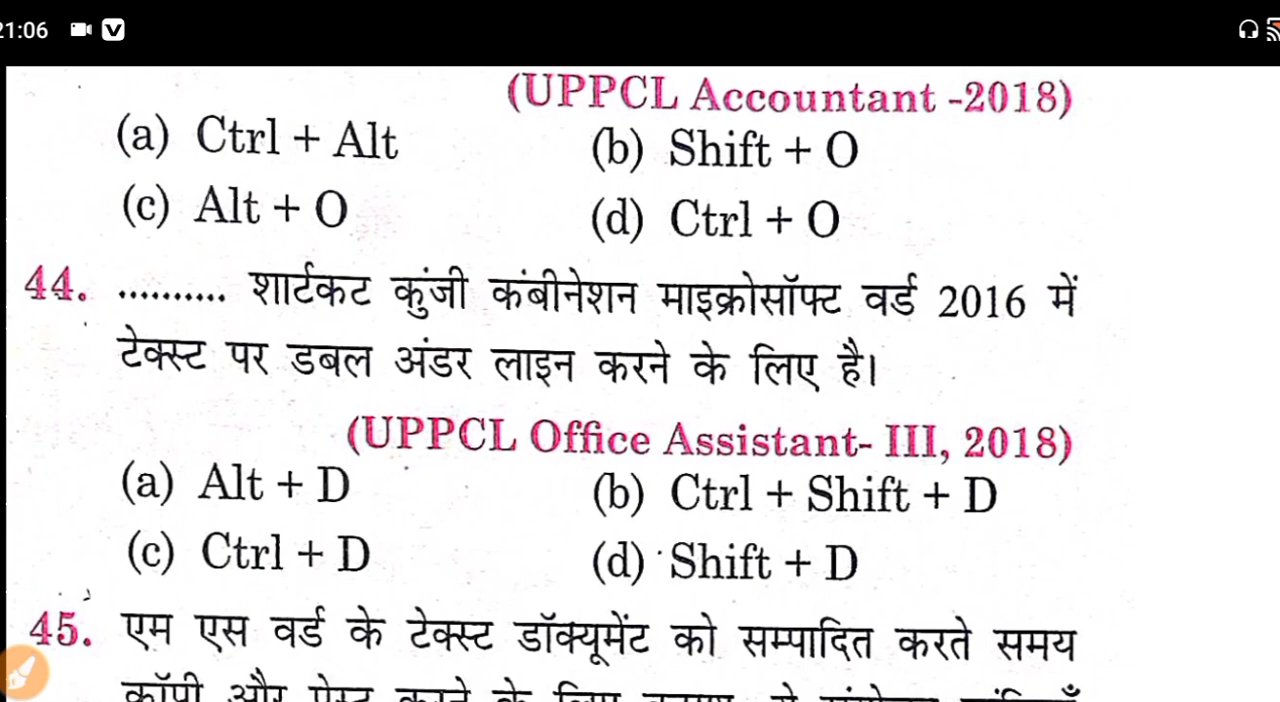 21:06
(UPPCL Accountant -2018)
(a) Ctrl + Alt (b) Shift + O
(c) Alt + O (d) Ctrl + O
44. .......... शार्टकट कुंजी कंबीनेशन माइक्रोसॉफ्ट वर्ड 2016 में
टेक्स्ट पर डबल अंडर लाइन करने के लिए है।
(UPPCL Office Assistant- III, 2018)
(a) Alt + D (b) Ctrl + Shift + D
(c) Ctrl + D (d) Shift + D
45. एम एस वर्ड के टेक्स्ट डॉक्यूमेंट को सम्पादित करते समय
कॉपी और पेस्ट करने के लिए